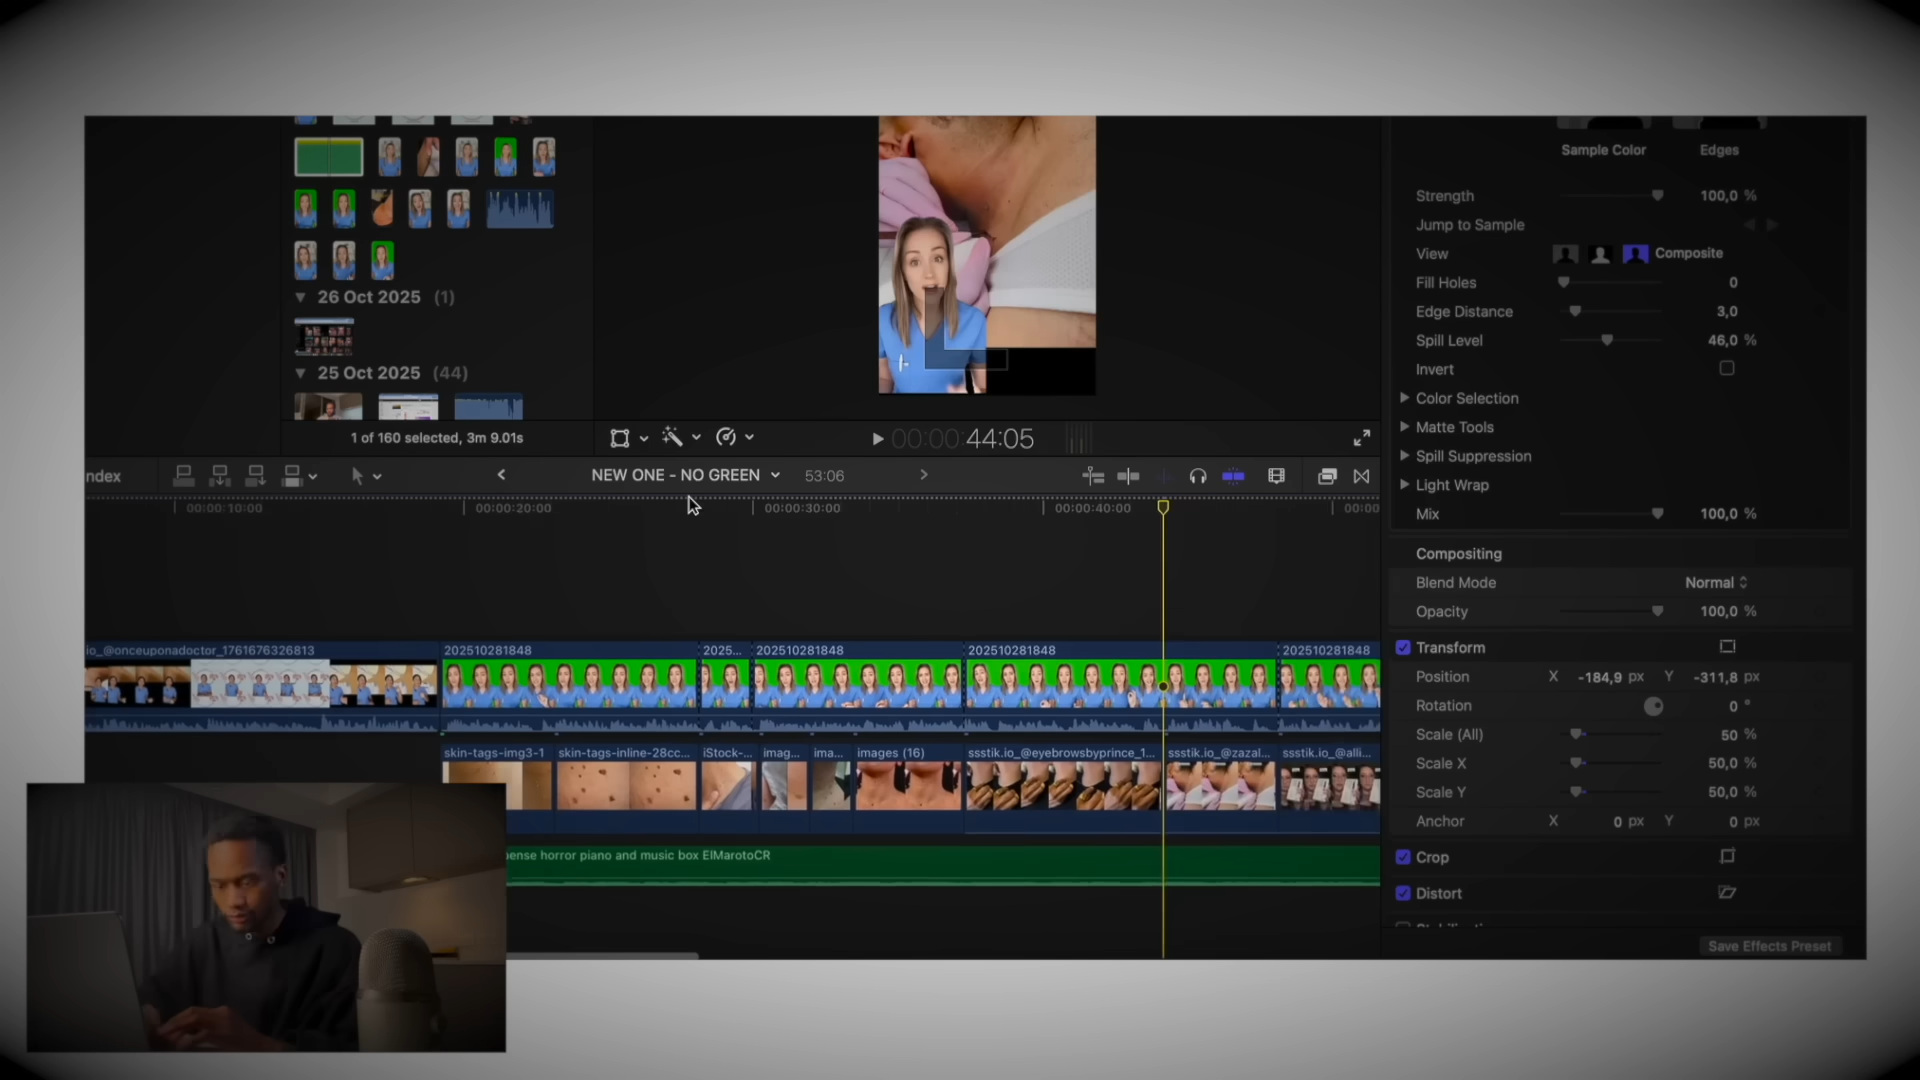 26 Oct 2025 (1)
25 Oct 2025 (44)
1 of 160 selected, 3m 9.01s
00:00:44:05
Sample Color
Edges
Strength 100,0 %
Jump to Sample
View Composite
Fill Holes 0
Edge Distance 3,0
Spill Level 46,0 %
Invert
Color Selection
Matte Tools
Spill Suppression
Light Wrap
Mix 100,0 %
Compositing
Blend Mode Normal
Opacity 100,0 %
Transform
Position X -184,9 px Y -311,8 px
Rotation 0 °
Scale (All) 50 %
Scale X 50,0 %
Scale Y 50,0 %
Anchor X 0 px Y 0 px
Crop
Distort
Save Effects Preset
ndex
NEW ONE - NO GREEN 53:06
00:00:10:00 00:00:20:00 00:00:30:00 00:00:40:00 00:00
io_@onceuponadoctor_1761676326813 202510281848 2025... 202510281848 202510281848 202510281848
skin-tags-img3-1 skin-tags-inline-28cc... iStock-... imag... ima... images (16) ssstik.io_@eyebrowsbyprince_1... ssstik.io_@zazal... ssstik.io_@alli...
ense horror piano and music box ElMarotoCR